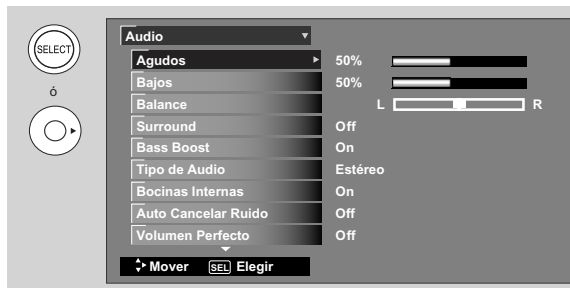 SELECT
ó
Audio
Agudos 50%
Bajos 50%
Balance L R
Surround Off
Bass Boost On
Tipo de Audio Estéreo
Bocinas Internas On
Auto Cancelar Ruido Off
Volumen Perfecto Off
Mover SEL Elegir